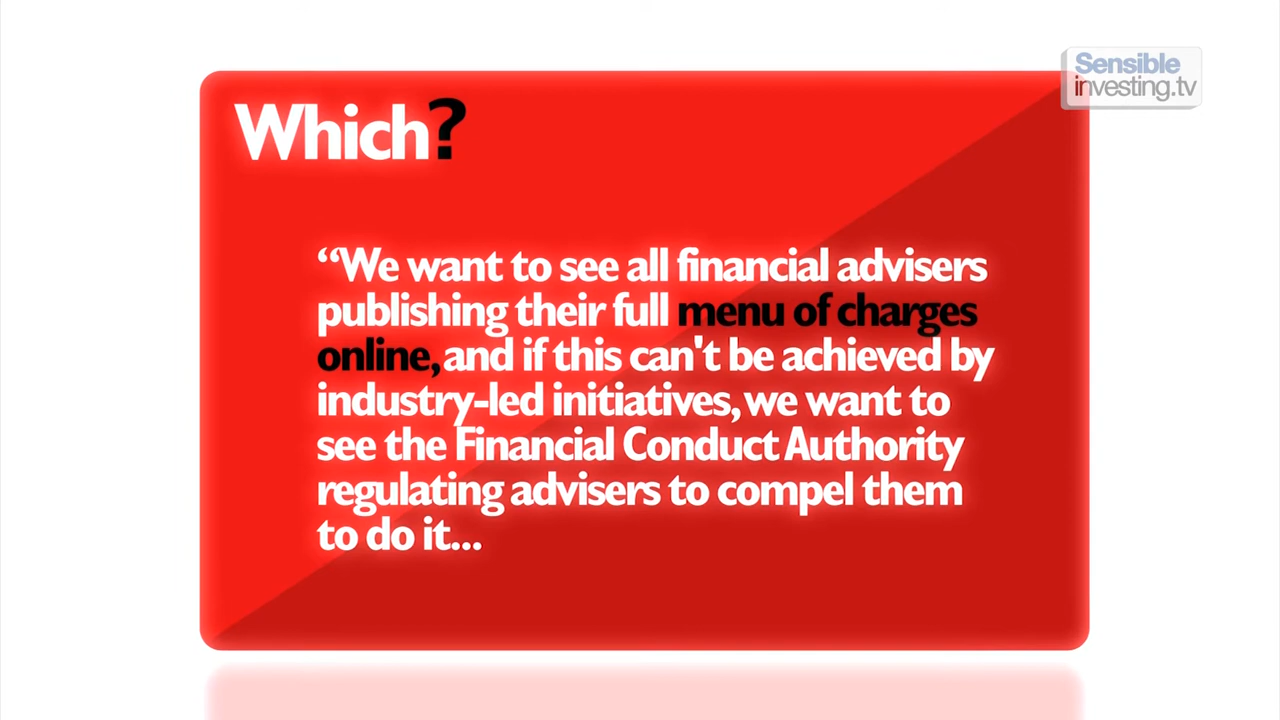 Sensible
investing.tv
Which?
“We want to see all financial advisers
publishing their full menu of charges
online, and if this can't be achieved by
industry-led initiatives, we want to
see the Financial Conduct Authority
regulating advisers to compel them
to do it...